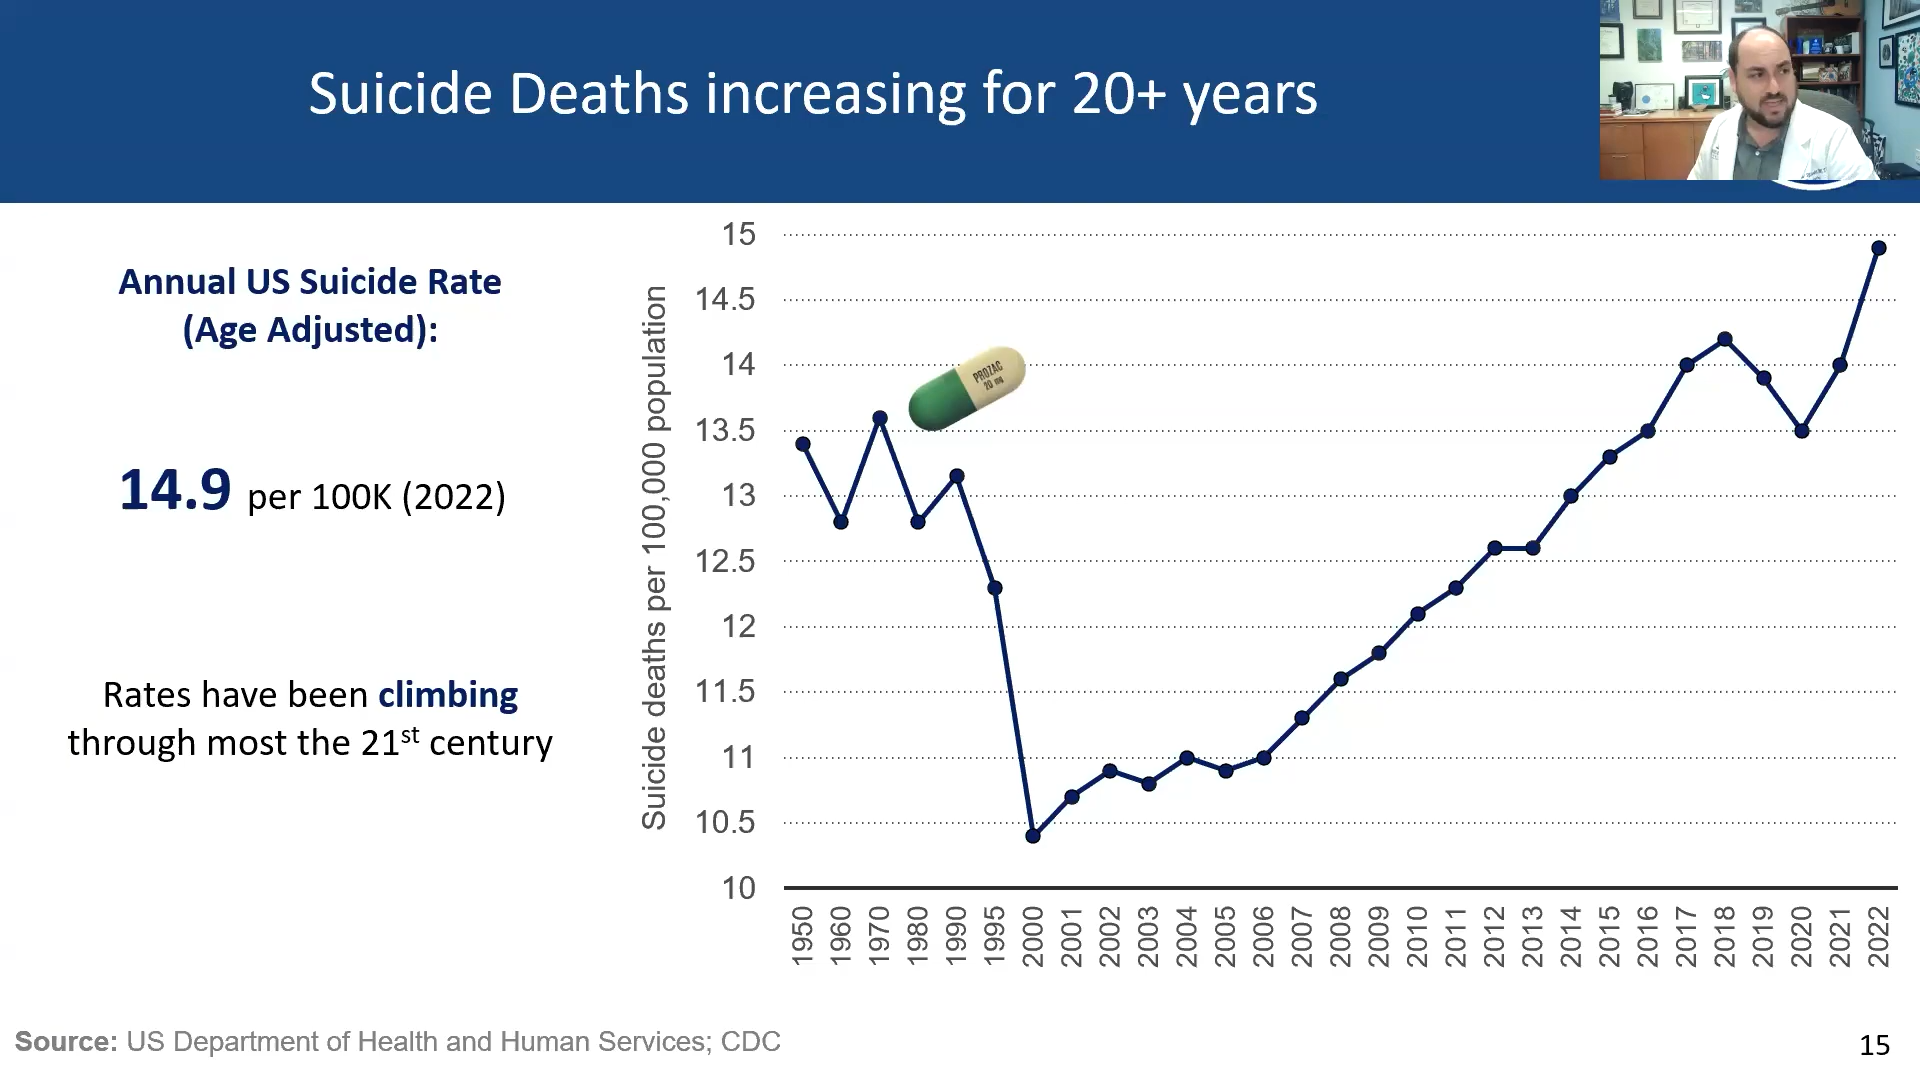 Suicide Deaths increasing for 20+ years
Annual US Suicide Rate
(Age Adjusted):
14.9 per 100K (2022)
Rates have been climbing
through most the 21st century
Suicide deaths per 100,000 population
15
14.5
14
13.5
13
12.5
12
11.5
11
10.5
10
PROZAC
20 mg
1950 1960 1970 1980 1990 1995 2000 2001 2002 2003 2004 2005 2006 2007 2008 2009 2010 2011 2012 2013 2014 2015 2016 2017 2018 2019 2020 2021 2022
Source: US Department of Health and Human Services; CDC
15